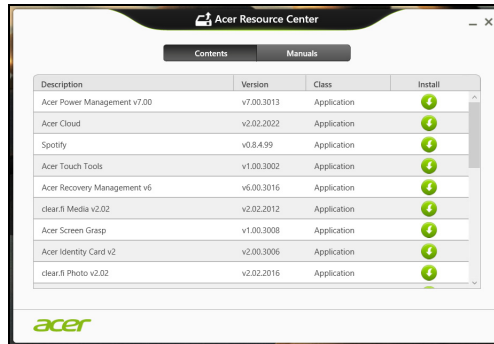 Acer Resource Center
Contents Manuals
Description Version Class Install
Acer Power Management v7.00 v7.00.3013 Application
Acer Cloud v2.02.2022 Application
Spotify v0.8.4.99 Application
Acer Touch Tools v1.00.3002 Application
Acer Recovery Management v6 v6.00.3016 Application
clear.fi Media v2.02 v2.02.2012 Application
Acer Screen Grasp v1.00.3008 Application
Acer Identity Card v2 v2.00.3006 Application
clear.fi Photo v2.02 v2.02.2016 Application
acer